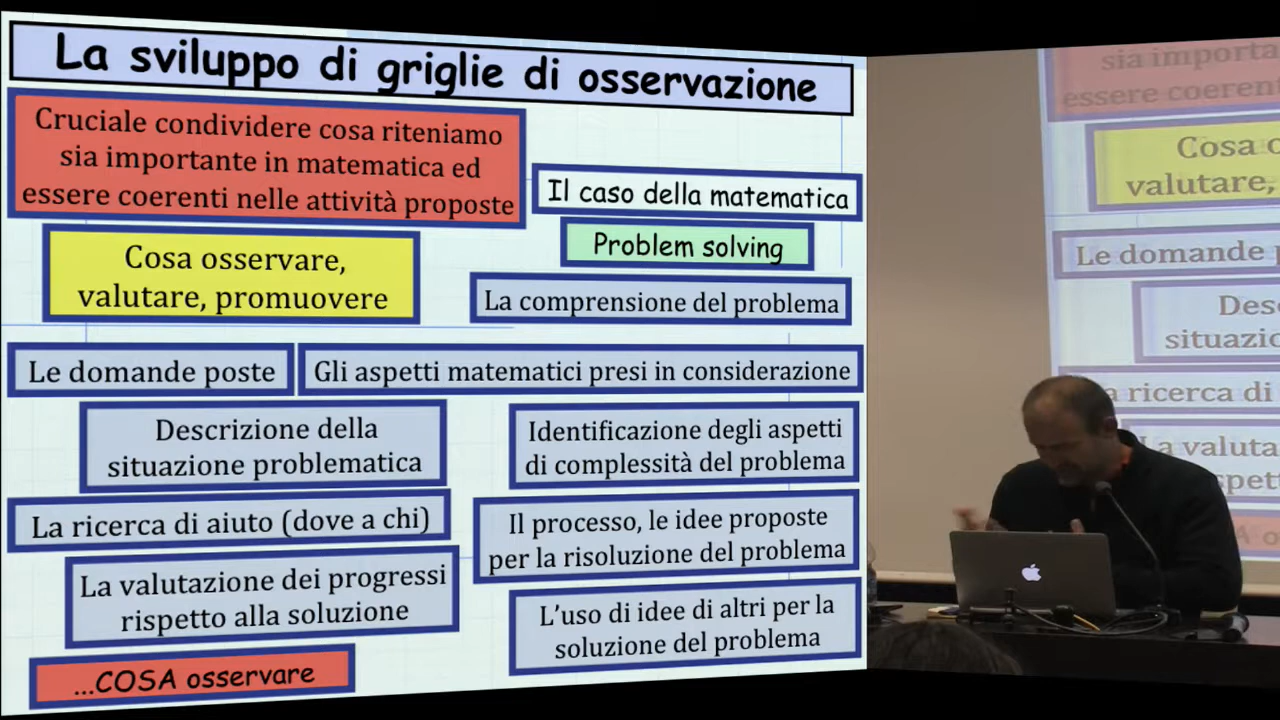 La sviluppo di griglie di osservazione
Cruciale condividere cosa riteniamo
sia importante in matematica ed
essere coerenti nelle attività proposte
Il caso della matematica
Problem solving
Cosa osservare,
valutare, promuovere
La comprensione del problema
Le domande poste
Gli aspetti matematici presi in considerazione
Descrizione della
situazione problematica
Identificazione degli aspetti
di complessità del problema
La ricerca di aiuto (dove a chi)
Il processo, le idee proposte
per la risoluzione del problema
La valutazione dei progressi
rispetto alla soluzione
L'uso di idee di altri per la
soluzione del problema
...COSA osservare
sia importa
essere coerent
Cosa o
valutare,
Le domande p
Des
situazio
a ricerca di
a valuta
spett